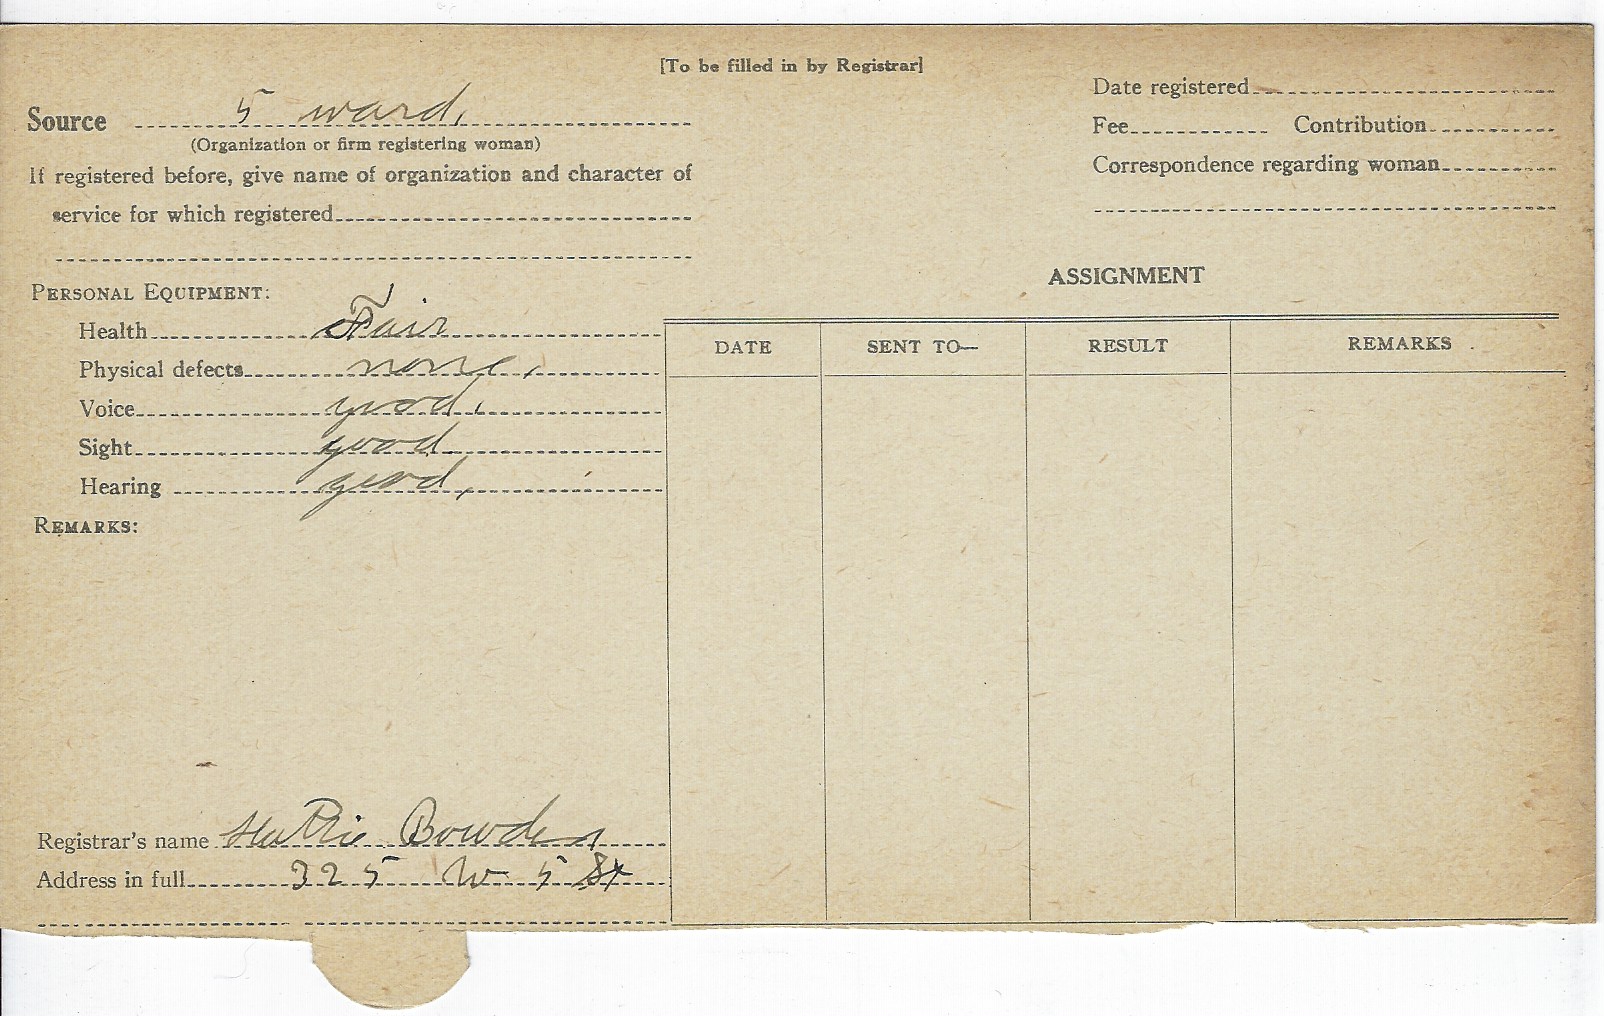 [To be filled in by Registrar]
Source 5 ward,
(Organization or firm registering woman)
If registered before, give name of organization and character of
service for which registered
Date registered
Fee Contribution
Correspondence regarding woman
PERSONAL EQUIPMENT:
Health Fair
Physical defects none,
Voice good,
Sight good
Hearing good,
REMARKS:
Registrar's name Hattie Bowden
Address in full 325 W 5 St
ASSIGNMENT
DATE SENT TO— RESULT REMARKS